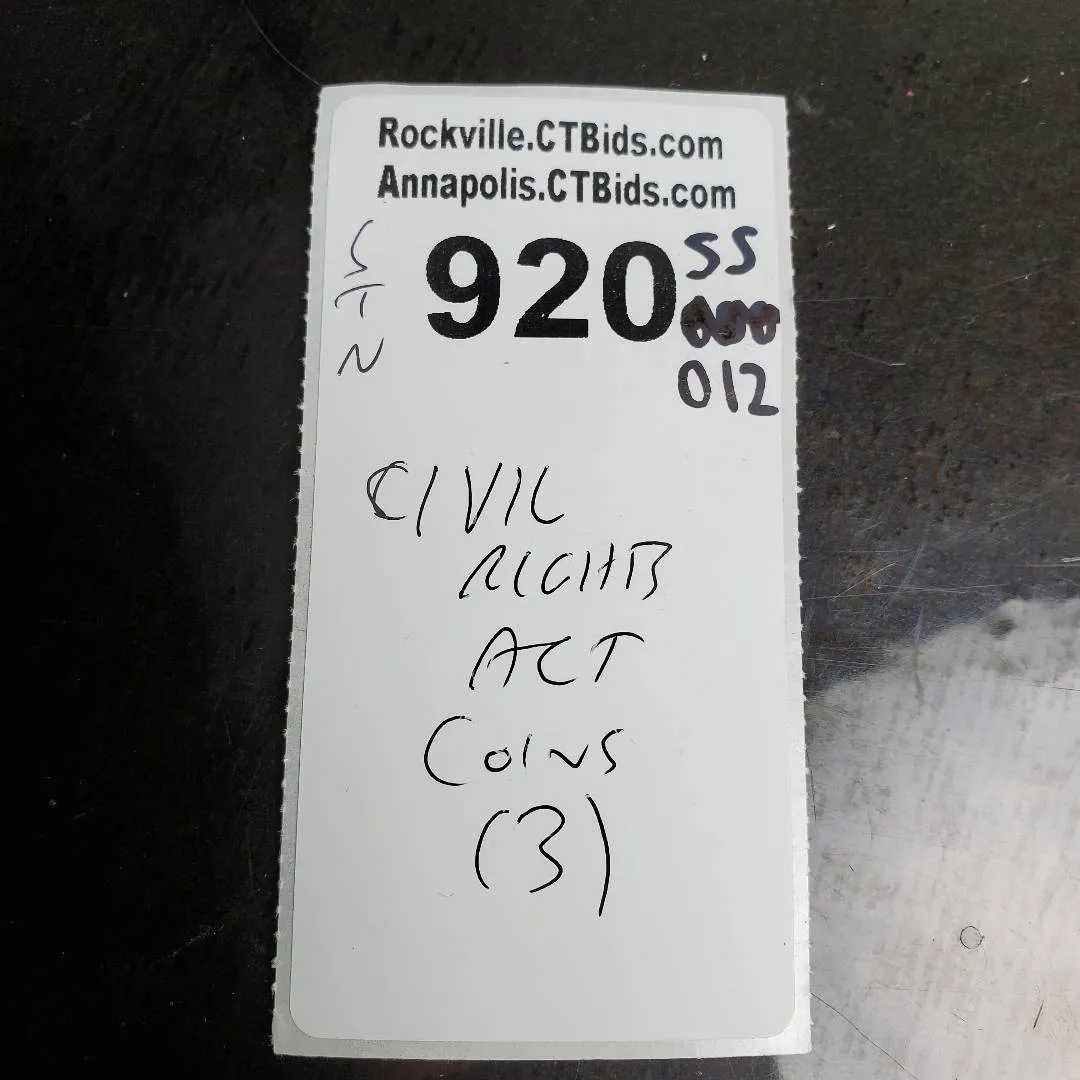 Rockville.CTBids.com
Annapolis.CTBids.com
920
SS
012
CIVIL
RIGHTS
ACT
COINS
(3)